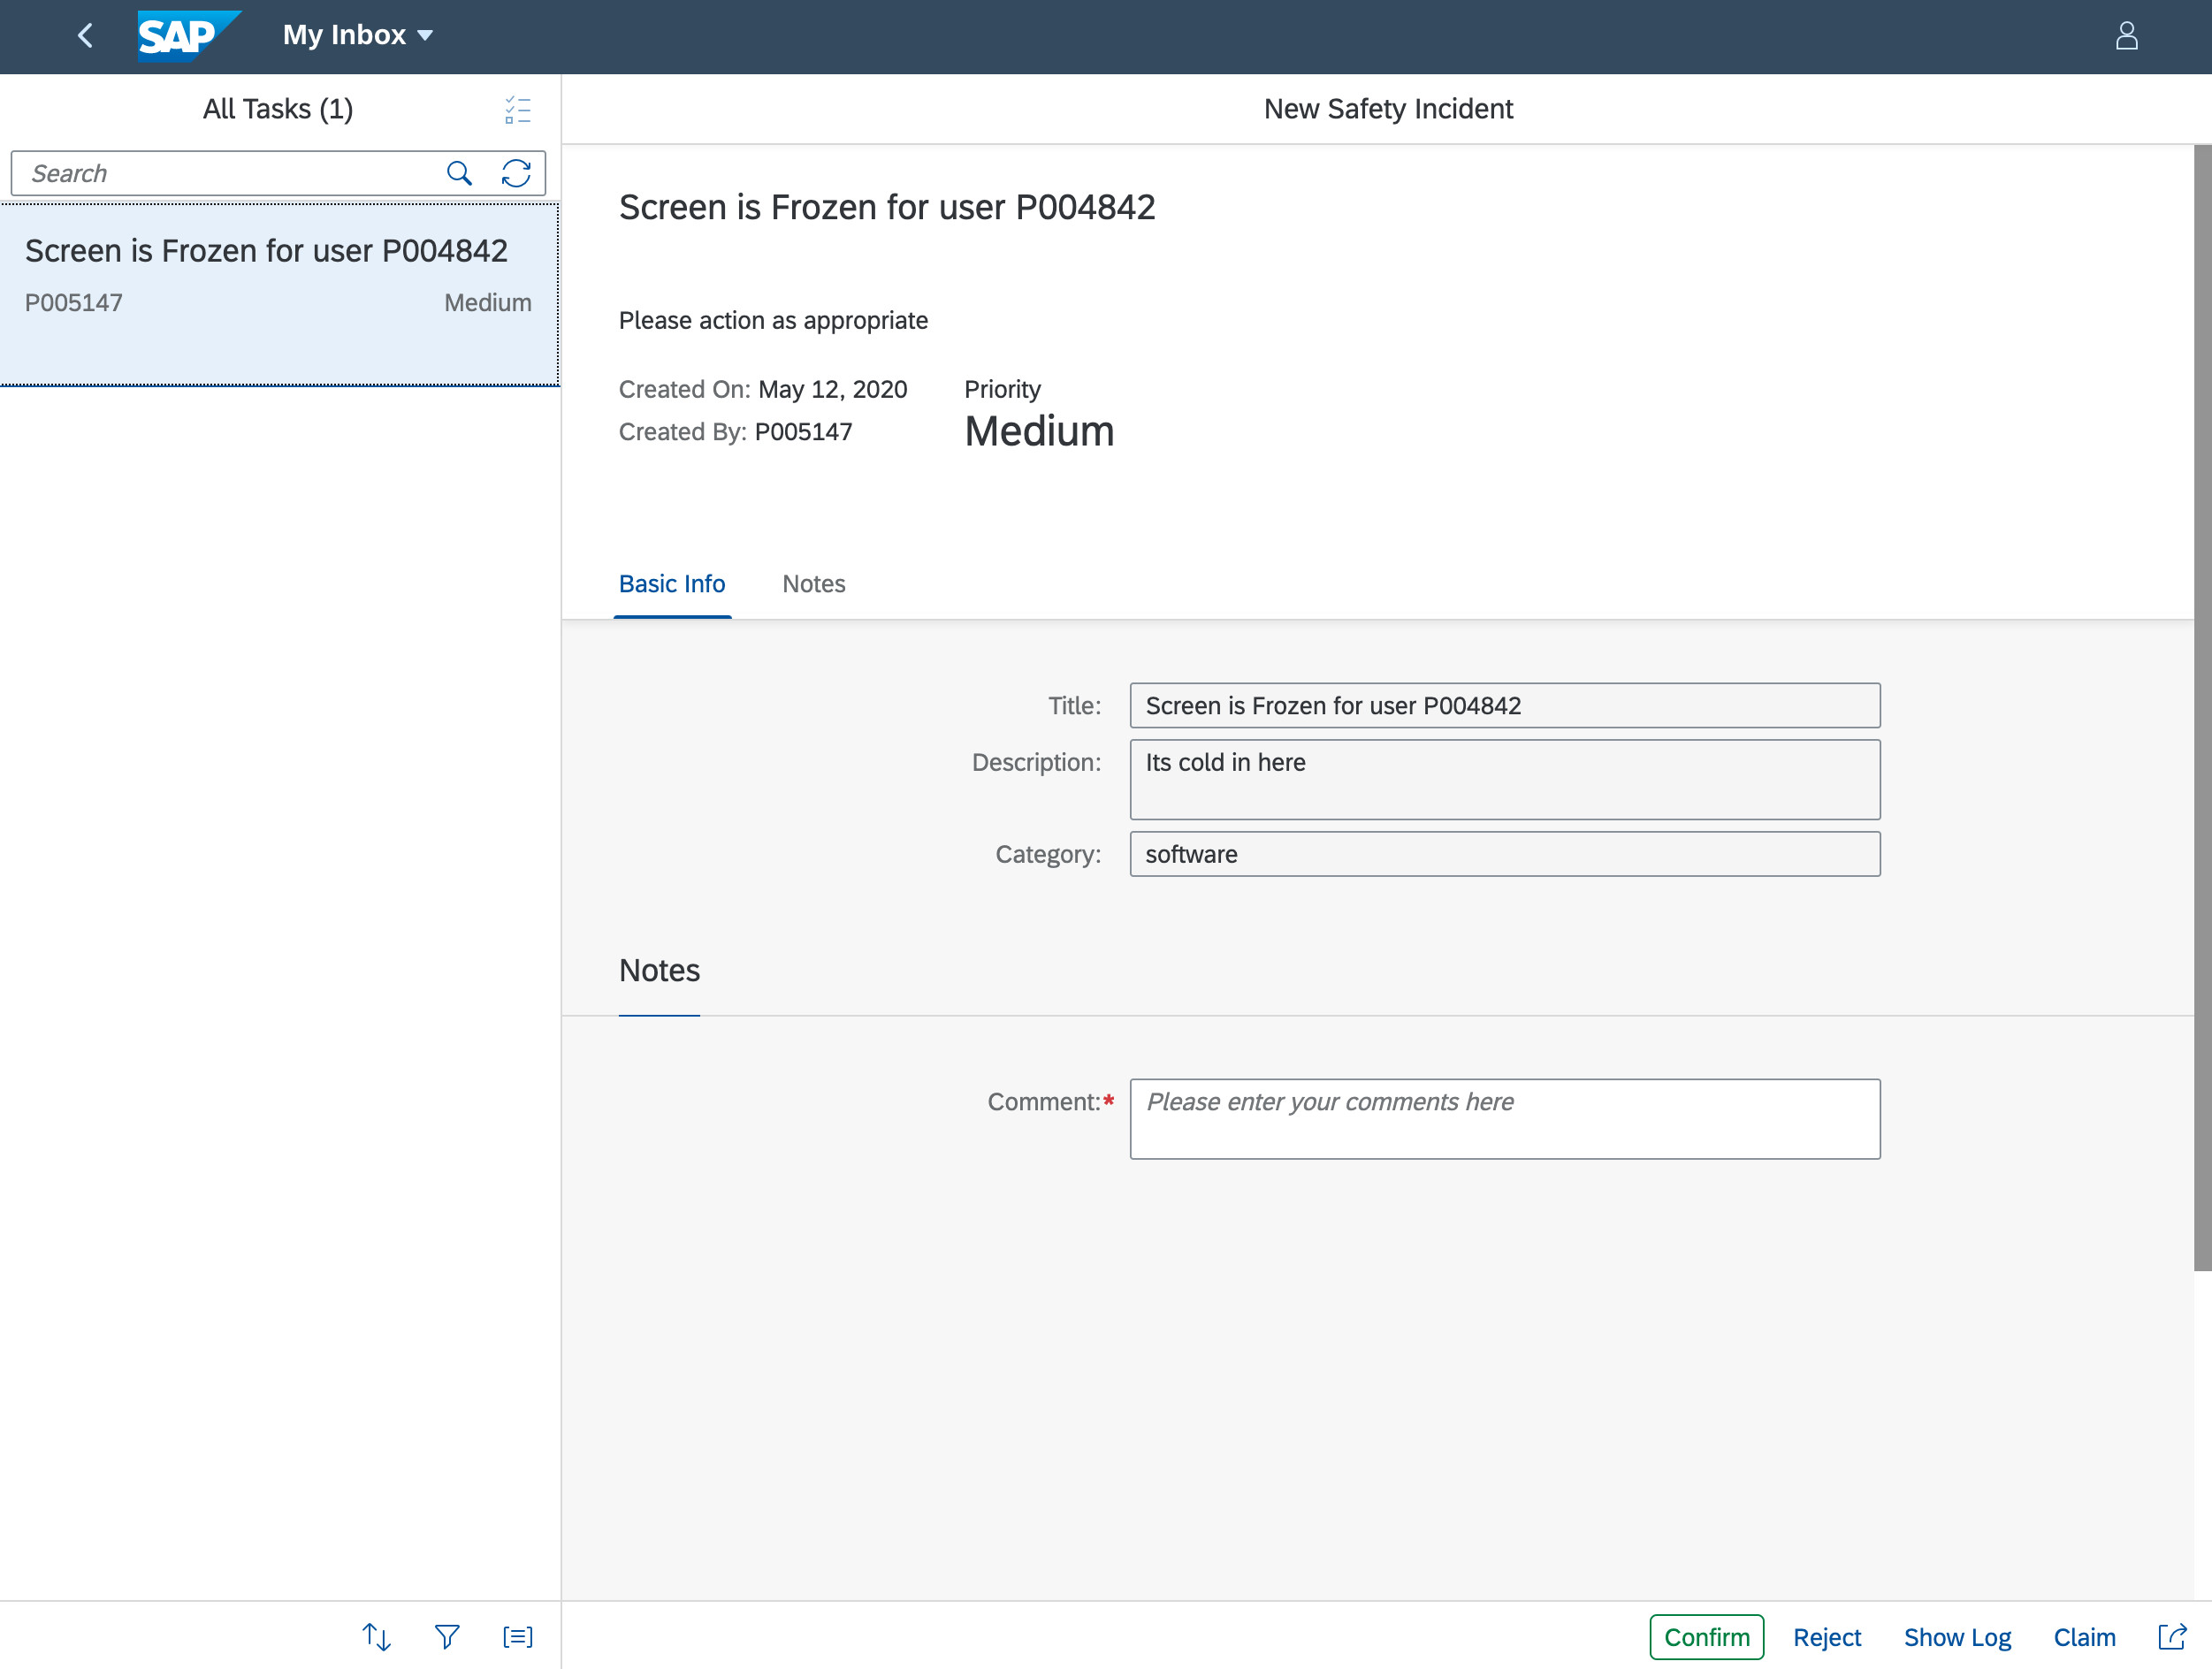 SAP My Inbox
All Tasks (1)
Search
Screen is Frozen for user P004842
P005147 Medium
New Safety Incident
Screen is Frozen for user P004842
Please action as appropriate
Created On: May 12, 2020
Created By: P005147
Priority
Medium
Basic Info Notes
Title: Screen is Frozen for user P004842
Description: Its cold in here
Category: software
Notes
Comment:* Please enter your comments here
Confirm Reject Show Log Claim